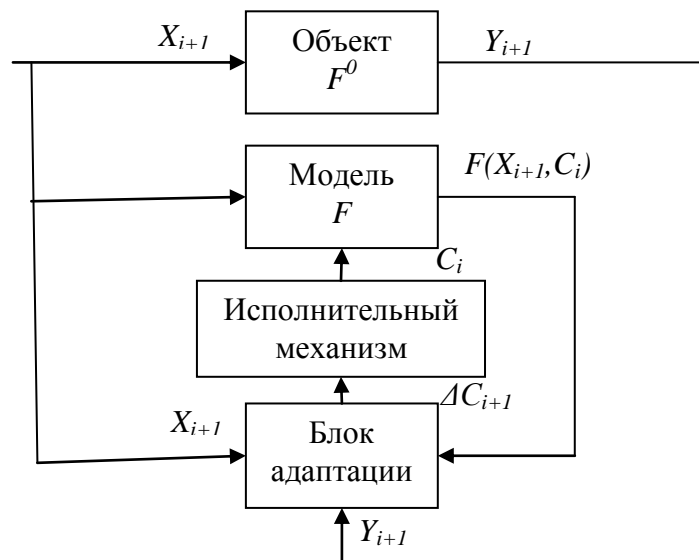 X_{i+1}
Объект
F^0
Y_{i+1}
F(X_{i+1},C_i)
Модель
F
C_i
Исполнительный
механизм
ΔC_{i+1}
X_{i+1}
Блок
адаптации
Y_{i+1}